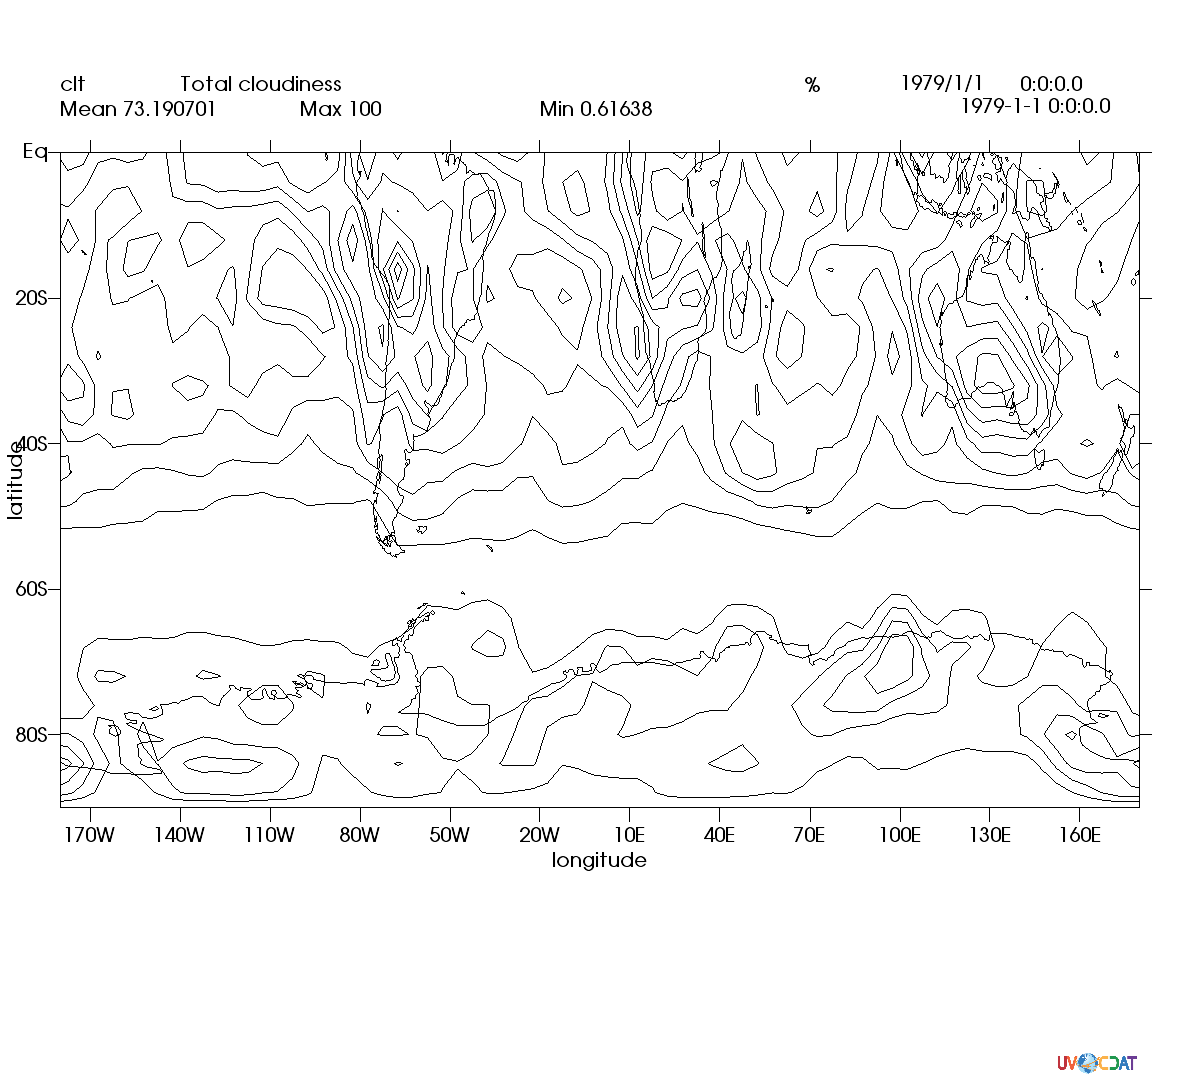 clt Total cloudiness % 1979/1/1 0:0:0.0
Mean 73.190701 Max 100 Min 0.61638 1979-1-1 0:0:0.0
Eq
20S
40S
latitude
60S
80S
170W 140W 110W 80W 50W 20W 10E 40E 70E 100E 130E 160E
longitude
UV CDAT